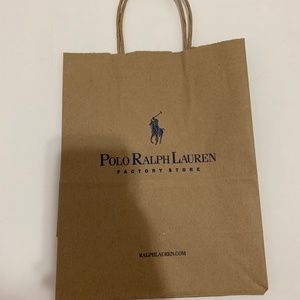 POLO RALPH LAUREN
FACTORY STORE
RALPHLAUREN.COM